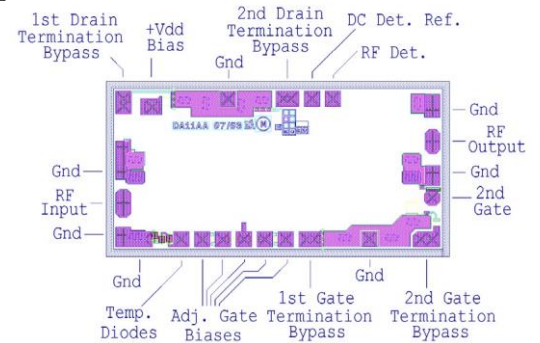 1st Drain
Termination
Bypass
+Vdd
Bias
Gnd
2nd Drain
Termination
Bypass
DC Det. Ref.
RF Det.
Gnd
RF
Output
Gnd
2nd
Gate
Gnd
RF
Input
Gnd
Gnd
Temp.
Diodes
Adj. Gate
Biases
1st Gate
Termination
Bypass
Gnd
2nd Gate
Termination
Bypass